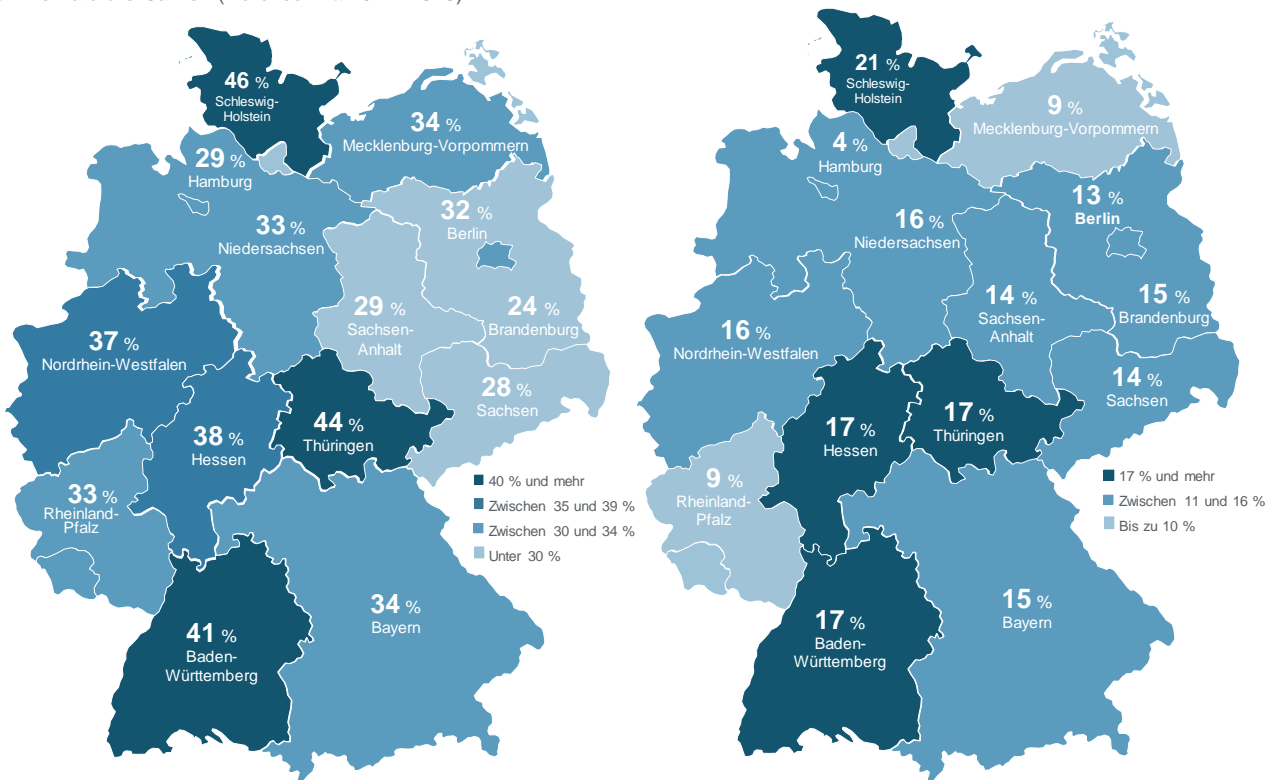 46 %
Schleswig-
Holstein
34 %
Mecklenburg-Vorpommern
29 %
Hamburg
33 %
Niedersachsen
32 %
Berlin
29 %
Sachsen-
Anhalt
24 %
Brandenburg
37 %
Nordrhein-Westfalen
28 %
Sachsen
44 %
Thüringen
38 %
Hessen
33 %
Rheinland-
Pfalz
34 %
Bayern
41 %
Baden-
Württemberg
40 % und mehr
Zwischen 35 und 39 %
Zwischen 30 und 34 %
Unter 30 %
21 %
Schleswig-
Holstein
9 %
Mecklenburg-Vorpommern
4 %
Hamburg
13 %
Berlin
16 %
Niedersachsen
14 %
Sachsen-
Anhalt
15 %
Brandenburg
16 %
Nordrhein-Westfalen
14 %
Sachsen
17 %
Hessen
17 %
Thüringen
9 %
Rheinland-
Pfalz
15 %
Bayern
17 %
Baden-
Württemberg
17 % und mehr
Zwischen 11 und 16 %
Bis zu 10 %